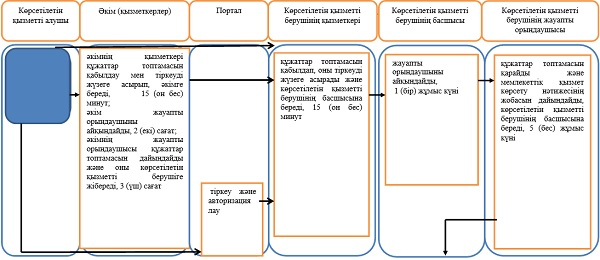 Көрсетілетін
қызметті алушы
Әкім (қызметкерлер)
Портал
Көрсетілетін қызметті
берушінің қызметкері
Көрсетілетін қызметті
берушінің басшысы
Көрсетілетін қызметті
берушінің жауапты
орындаушысы
әкімнің қызметкері
құжаттар топтамасын
қабылдау мен тіркеуді
жүзеге асырып, әкімге
береді, 15 (он бес)
минут;
әкім жауапты
орындаушыны
айқындайды, 2 (екі) сағат;
әкімнің жауапты
орындаушысы құжаттар
топтамасын дайындайды
және оны көрсетілетін
қызметті берушіге
жібереді, 3 (үш) сағат
тіркеу және
авторизация
лау
құжаттар топтамасын
қабылдап, оны тіркеуді
жүзеге асырады және
көрсетілетін қызметті
берушінің басшысына
береді, 15 (он бес)
минут
жауапты
орындаушыны
айқындайды,
1 (бір) жұмыс күні
құжаттар топтамасын
қарайды және
мемлекеттік қызмет
көрсету нәтижесінің
жобасын дайындайды,
көрсетілетін қызметті
берушінің басшысына
береді, 5 (бес) жұмыс
күні